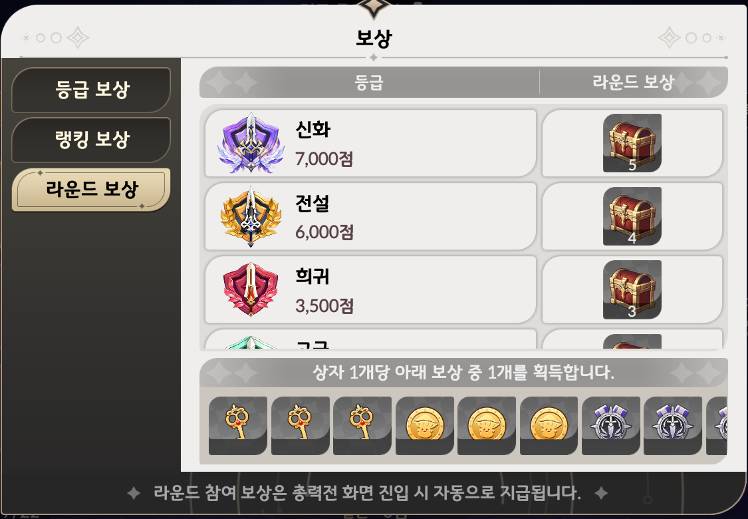 보상
등급 보상
랭킹 보상
라운드 보상
등급
라운드 보상
신화
7,000점
5
전설
6,000점
4
희귀
3,500점
3
상자 1개당 아래 보상 중 1개를 획득합니다.
라운드 참여 보상은 총력전 화면 진입 시 자동으로 지급됩니다.